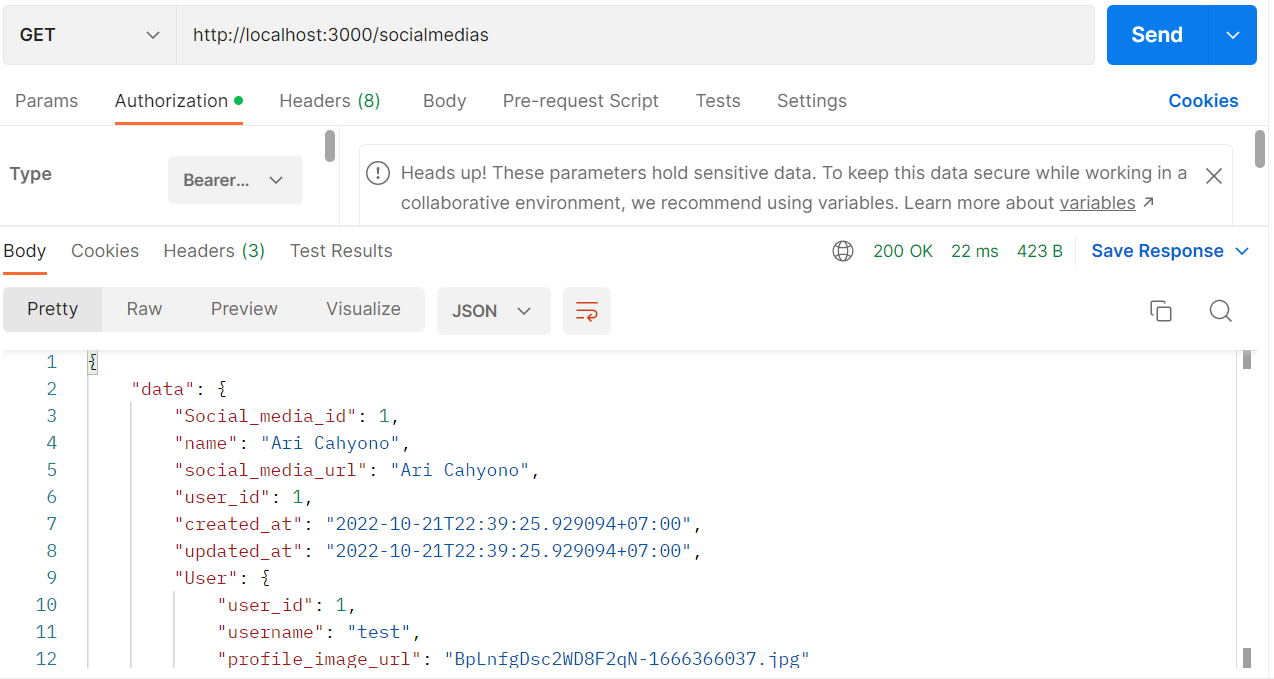 GET http://localhost:3000/socialmedias Send
Params Authorization Headers (8) Body Pre-request Script Tests Settings Cookies
Type Bearer... Heads up! These parameters hold sensitive data. To keep this data secure while working in a
collaborative environment, we recommend using variables. Learn more about variables ↗
Body Cookies Headers (3) Test Results 200 OK 22 ms 423 B Save Response
Pretty Raw Preview Visualize JSON
1 {
2 "data": {
3 "Social_media_id": 1,
4 "name": "Ari Cahyono",
5 "social_media_url": "Ari Cahyono",
6 "user_id": 1,
7 "created_at": "2022-10-21T22:39:25.929094+07:00",
8 "updated_at": "2022-10-21T22:39:25.929094+07:00",
9 "User": {
10 "user_id": 1,
11 "username": "test",
12 "profile_image_url": "BpLnfgDsc2WD8F2qN-1666366037.jpg"